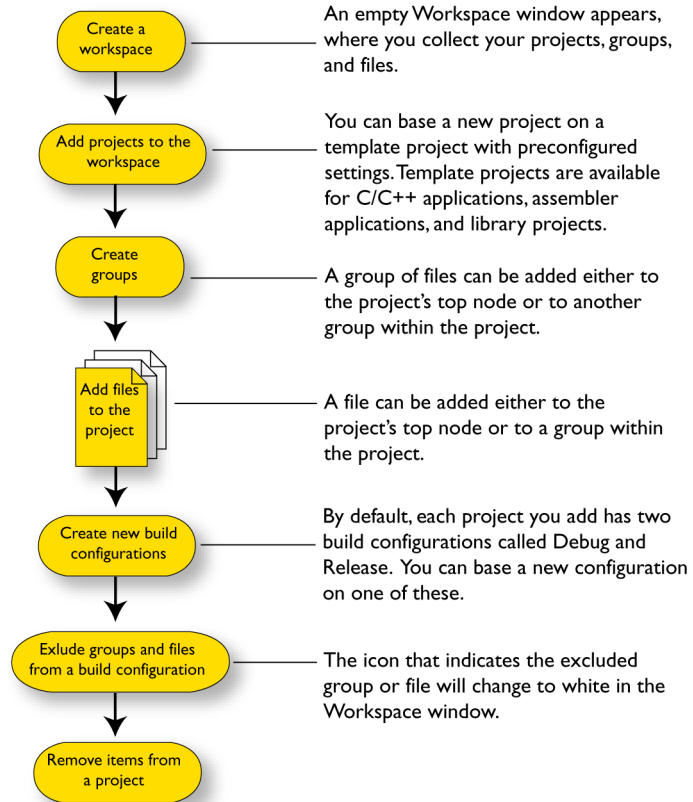 Create a
workspace
An empty Workspace window appears,
where you collect your projects, groups,
and files.
Add projects to the
workspace
You can base a new project on a
template project with preconfigured
settings. Template projects are available
for C/C++ applications, assembler
applications, and library projects.
Create
groups
A group of files can be added either to
the project's top node or to another
group within the project.
Add files
to the
project
A file can be added either to the
project's top node or to a group within
the project.
Create new build
configurations
By default, each project you add has two
build configurations called Debug and
Release. You can base a new configuration
on one of these.
Exlude groups and files
from a build configuration
The icon that indicates the excluded
group or file will change to white in the
Workspace window.
Remove items from
a project